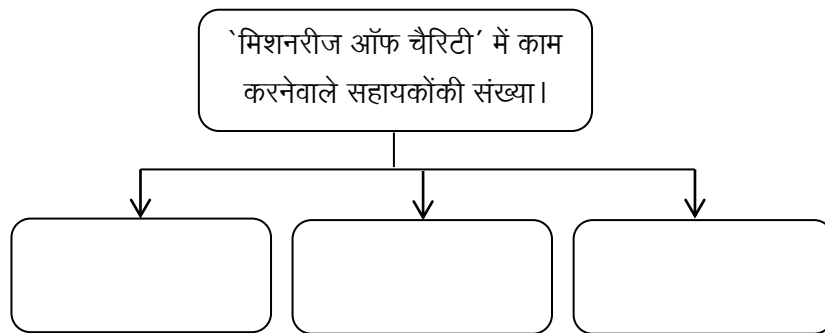 `मिशनरीज ऑफ चैरिटी’ में काम
करनेवाले सहायकोंकी संख्या।